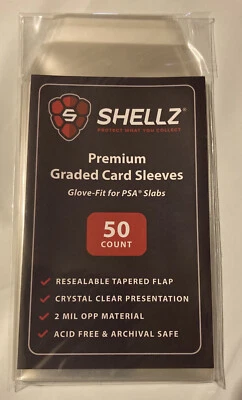 SHELLZ®
PROTECT WHAT YOU COLLECT
Premium
Graded Card Sleeves
Glove-Fit for PSA® Slabs
50
COUNT
RESEALABLE TAPERED FLAP
CRYSTAL CLEAR PRESENTATION
2 MIL OPP MATERIAL
ACID FREE & ARCHIVAL SAFE